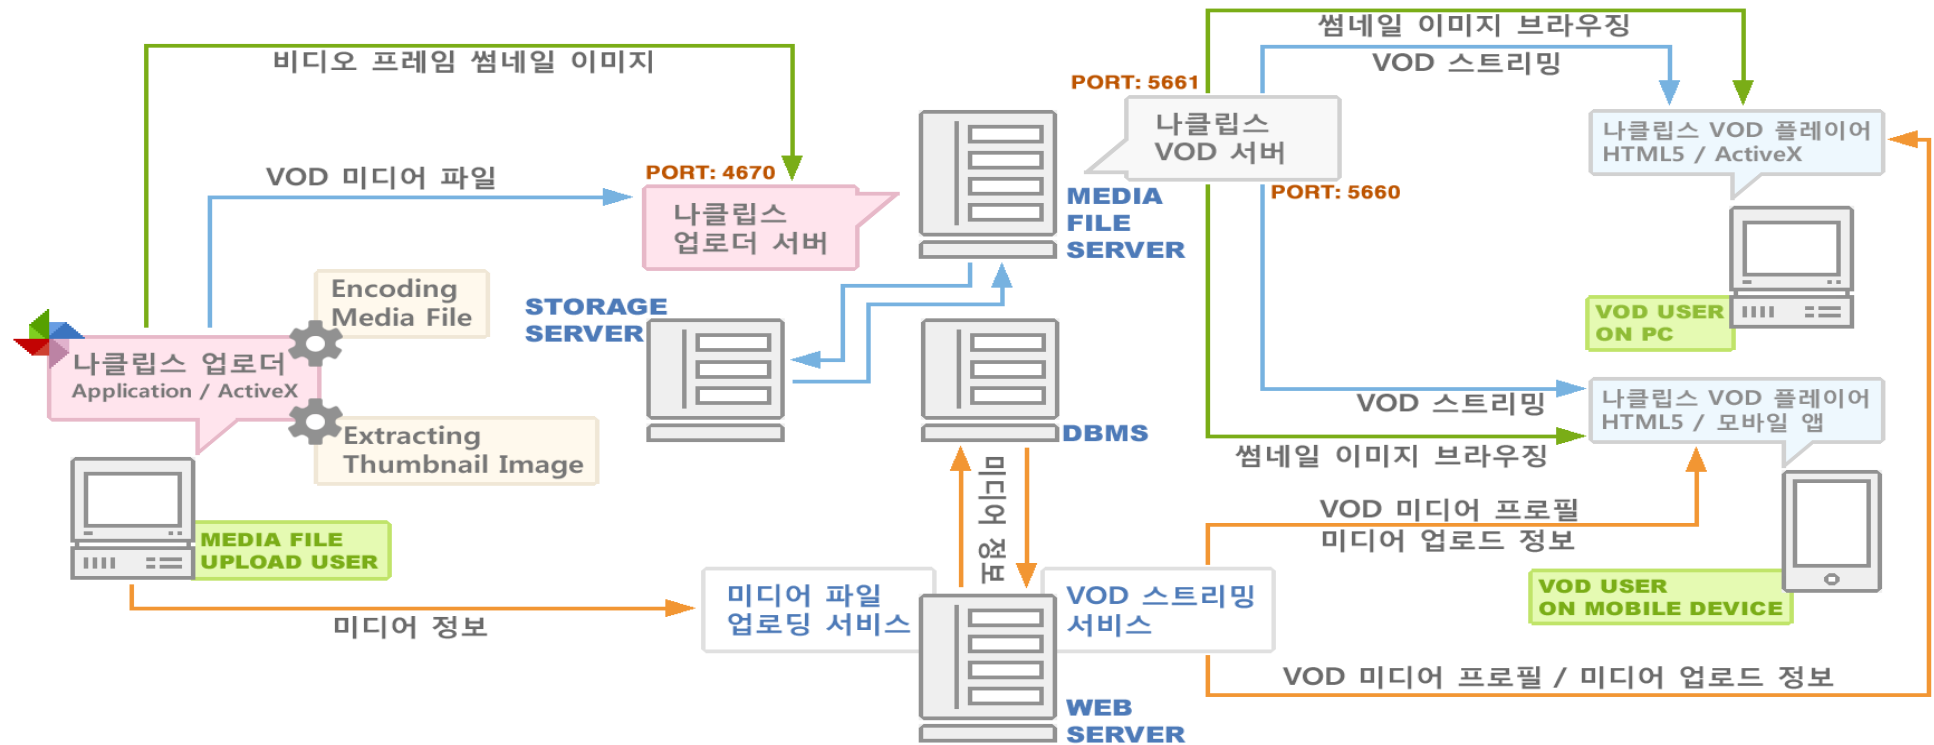 비디오 프레임 썸네일 이미지
VOD 미디어 파일
PORT: 4670
나클립스
업로더 서버
Encoding
Media File
나클립스 업로더
Application / ActiveX
Extracting
Thumbnail Image
MEDIA FILE
UPLOAD USER
미디어 정보
STORAGE
SERVER
MEDIA
FILE
SERVER
DBMS
미디어 정보
미디어 파일
업로딩 서비스
VOD 스트리밍
서비스
WEB
SERVER
PORT: 5661
나클립스
VOD 서버
PORT: 5660
썸네일 이미지 브라우징
VOD 스트리밍
나클립스 VOD 플레이어
HTML5 / ActiveX
VOD USER
ON PC
VOD 스트리밍
썸네일 이미지 브라우징
나클립스 VOD 플레이어
HTML5 / 모바일 앱
VOD 미디어 프로필
미디어 업로드 정보
VOD USER
ON MOBILE DEVICE
VOD 미디어 프로필 / 미디어 업로드 정보